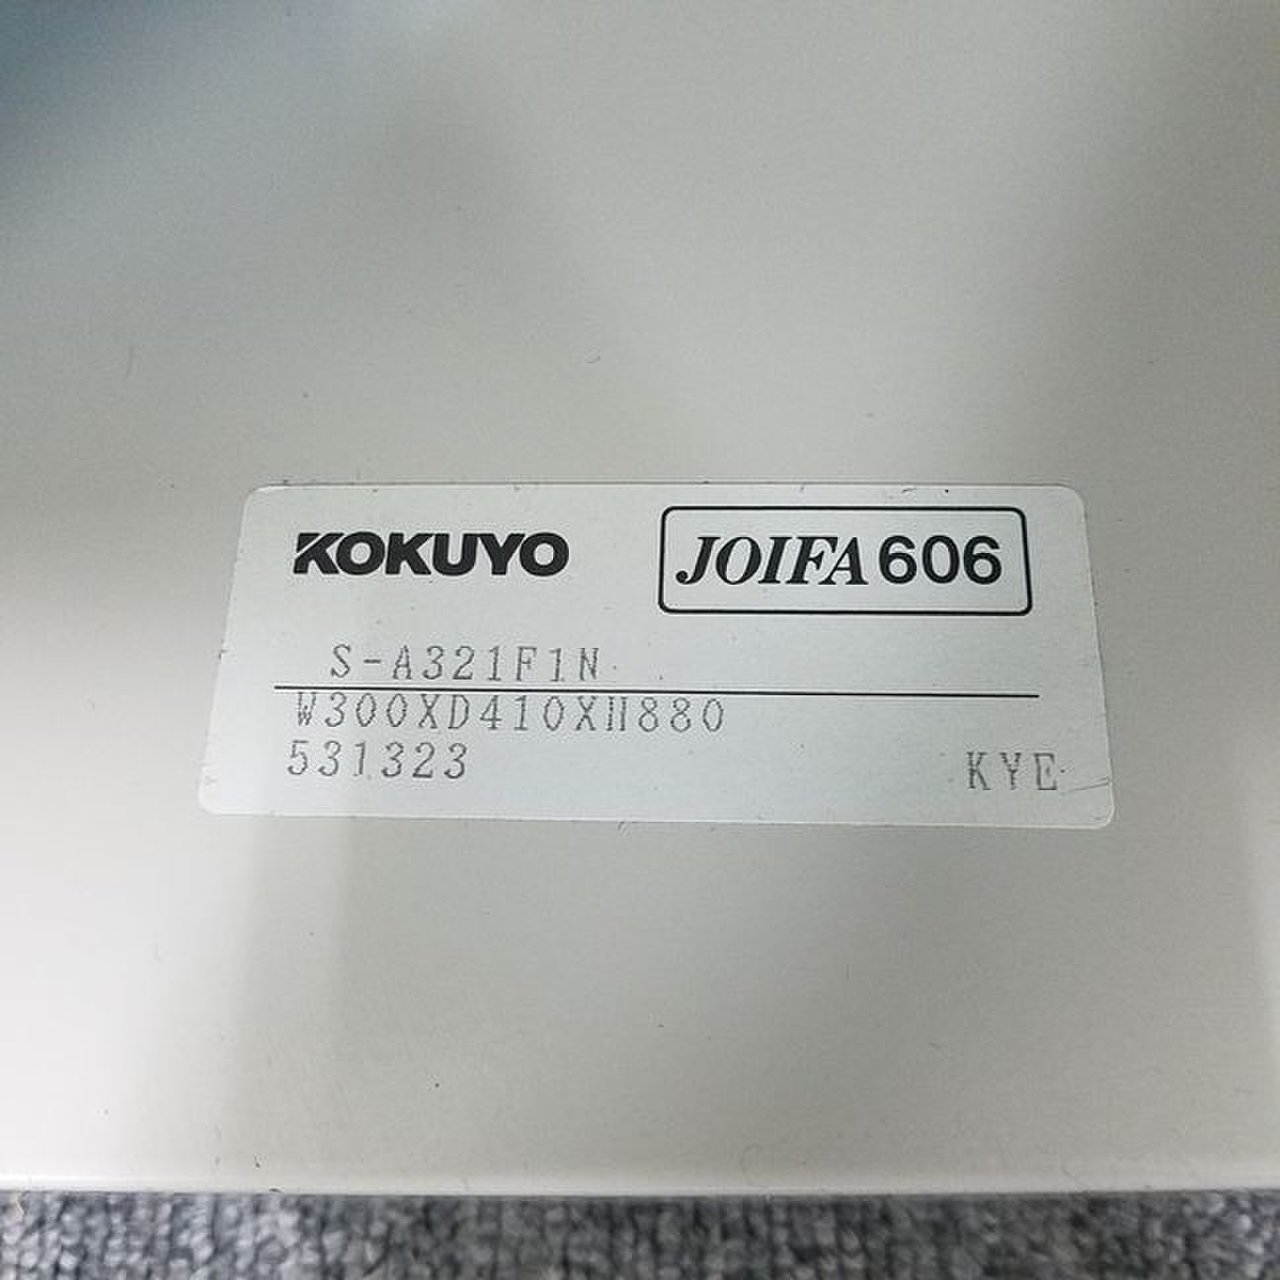 KOKUYO JOIFA 606
S-A321F1N
W300XD410XH880
531323 KYE